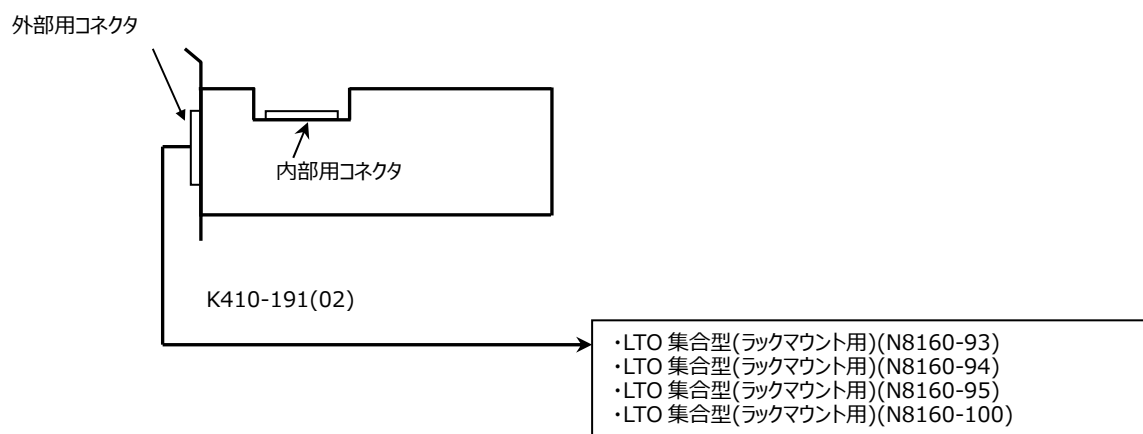 外部用コネクタ
内部用コネクタ
K410-191(02)
・LTO 集合型(ラックマウント用)(N8160-93)
・LTO 集合型(ラックマウント用)(N8160-94)
・LTO 集合型(ラックマウント用)(N8160-95)
・LTO 集合型(ラックマウント用)(N8160-100)